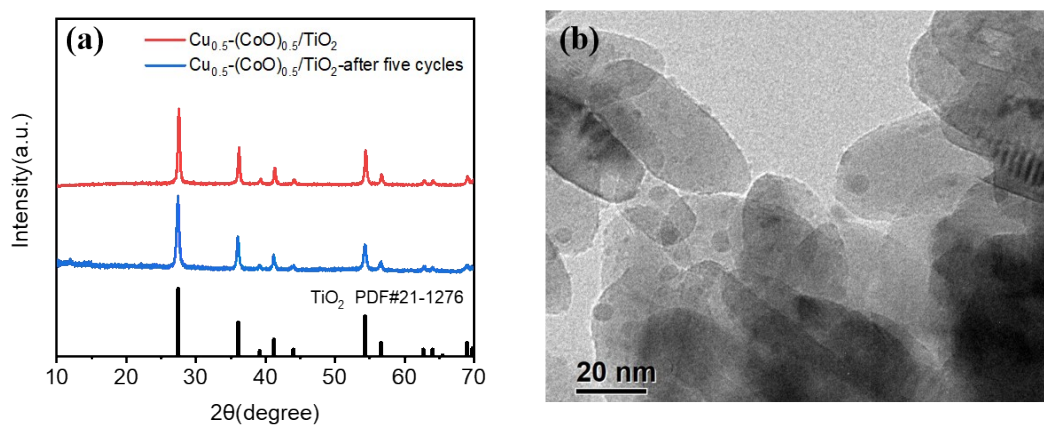 (a)
Cu₀.₅-(CoO)₀.₅/TiO₂
Cu₀.₅-(CoO)₀.₅/TiO₂-after five cycles
Intensity(a.u.)
TiO₂ PDF#21-1276
10 20 30 40 50 60 70
2θ(degree)
(b)
20 nm